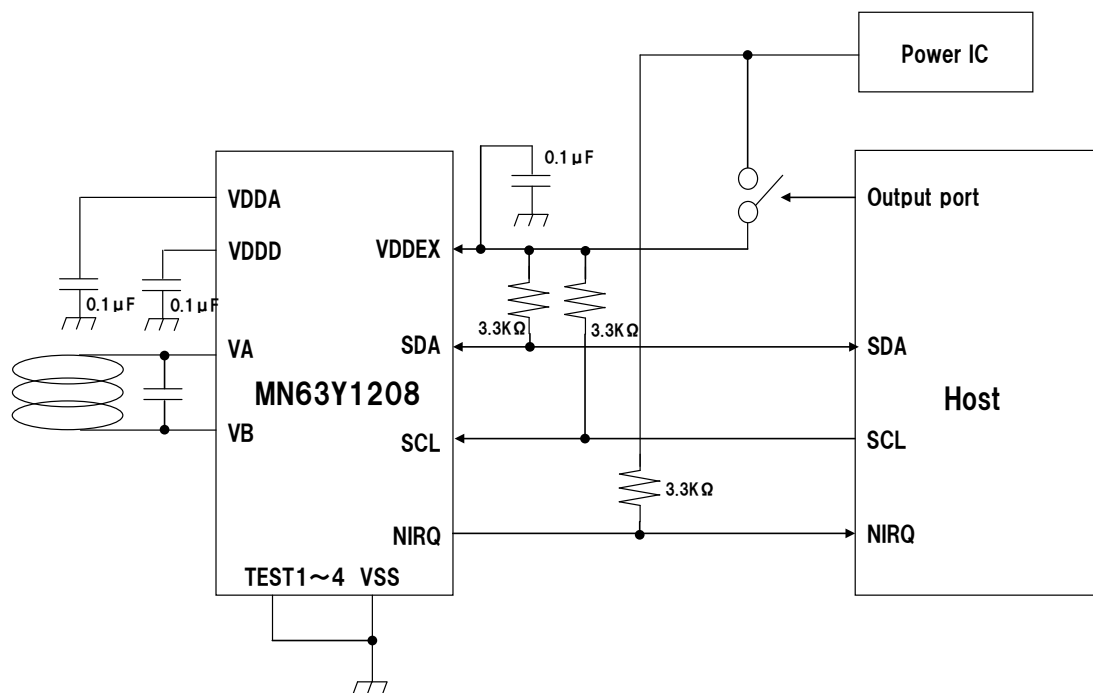 Power IC
0.1μF
VDDA
Output port
VDDD
VDDEX
0.1μF
0.1μF
3.3KΩ
3.3KΩ
VA
SDA
SDA
MN63Y1208
Host
VB
SCL
SCL
3.3KΩ
NIRQ
NIRQ
TEST1～4 VSS